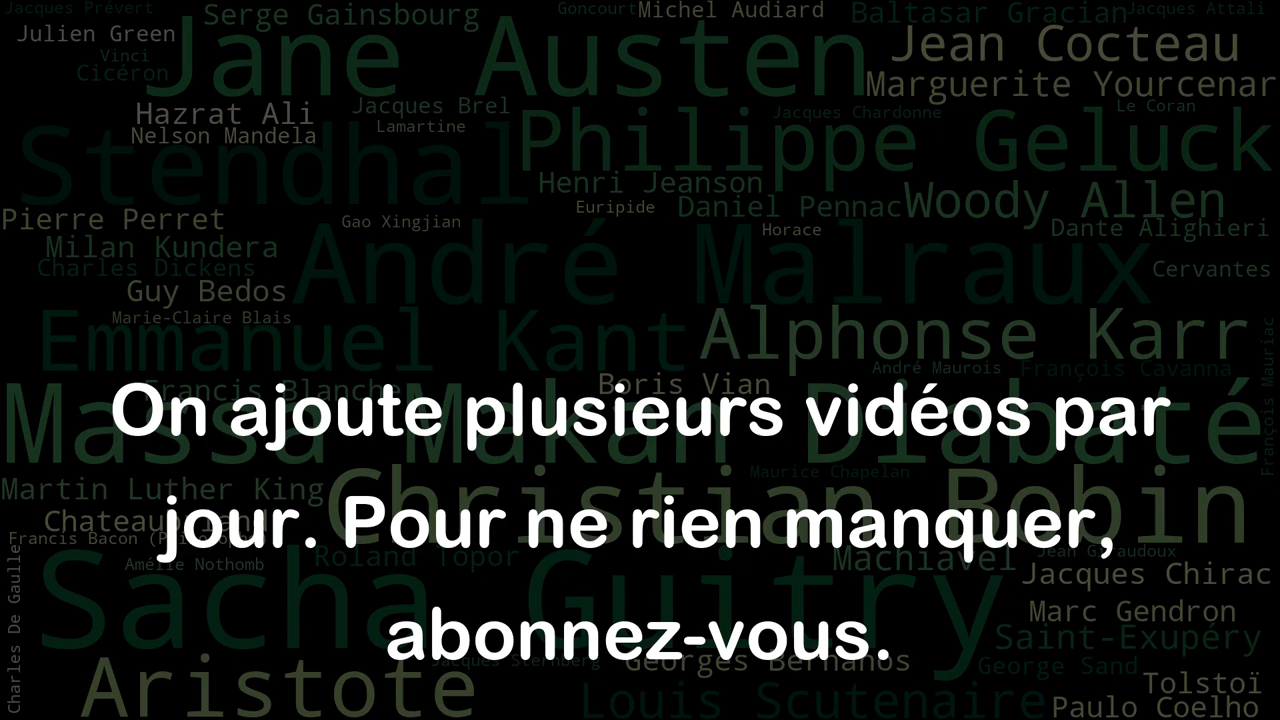 Jacques Prévert
Serge Gainsbourg
Goncourt
Michel Audiard
Baltasar Gracian
Jacques Attali
Julien Green
Jane Austen
Jean Cocteau
Vinci
Cicéron
Marguerite Yourcenar
Hazrat Ali
Jacques Brel
Jacques Chardonne
Le Coran
Nelson Mandela
Lamartine
Stendhal
Philippe Geluck
Henri Jeanson
Pierre Perret
Gao Xingjian
Euripide
Daniel Pennac
Woody Allen
Horace
Dante Alighieri
Milan Kundera
Charles Dickens
André Malraux
Cervantes
Guy Bedos
Marie-Claire Blais
Emmanuel Kant
Alphonse Karr
André Maurois
François Cavanna
François Mauriac
Francis Blanche
Boris Vian
Massa Makan Diabaté
On ajoute plusieurs vidéos par
Maurice Chapelan
Martin Luther King
Christian Bobin
jour. Pour ne rien manquer,
Roland Topor
Machiavel
Jean Giraudoux
Amélie Nothomb
Jacques Chirac
Charles De Gaulle
Sacha Guitry
Marc Gendron
Saint-Exupéry
abonnez-vous.
Jacques Sternberg
Georges Bernanos
George Sand
Aristote
Louis Scutenaire
Tolstoï
Paulo Coelho